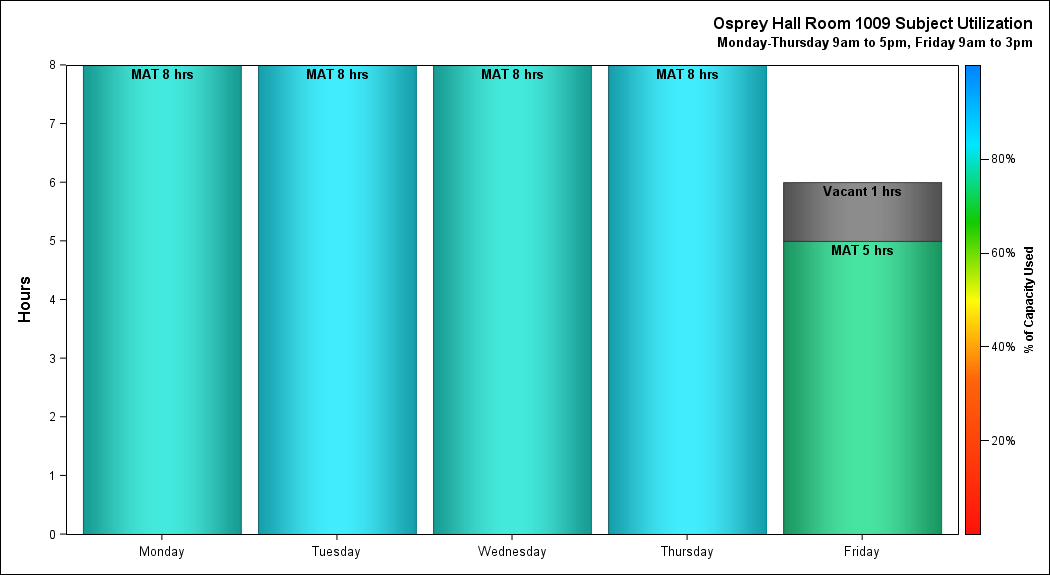 Osprey Hall Room 1009 Subject Utilization
Monday-Thursday 9am to 5pm, Friday 9am to 3pm
MAT 8 hrs
MAT 8 hrs
MAT 8 hrs
MAT 8 hrs
Vacant 1 hrs
MAT 5 hrs
Hours
8
7
6
5
4
3
2
1
0
Monday
Tuesday
Wednesday
Thursday
Friday
80%
60%
40%
20%
% of Capacity Used